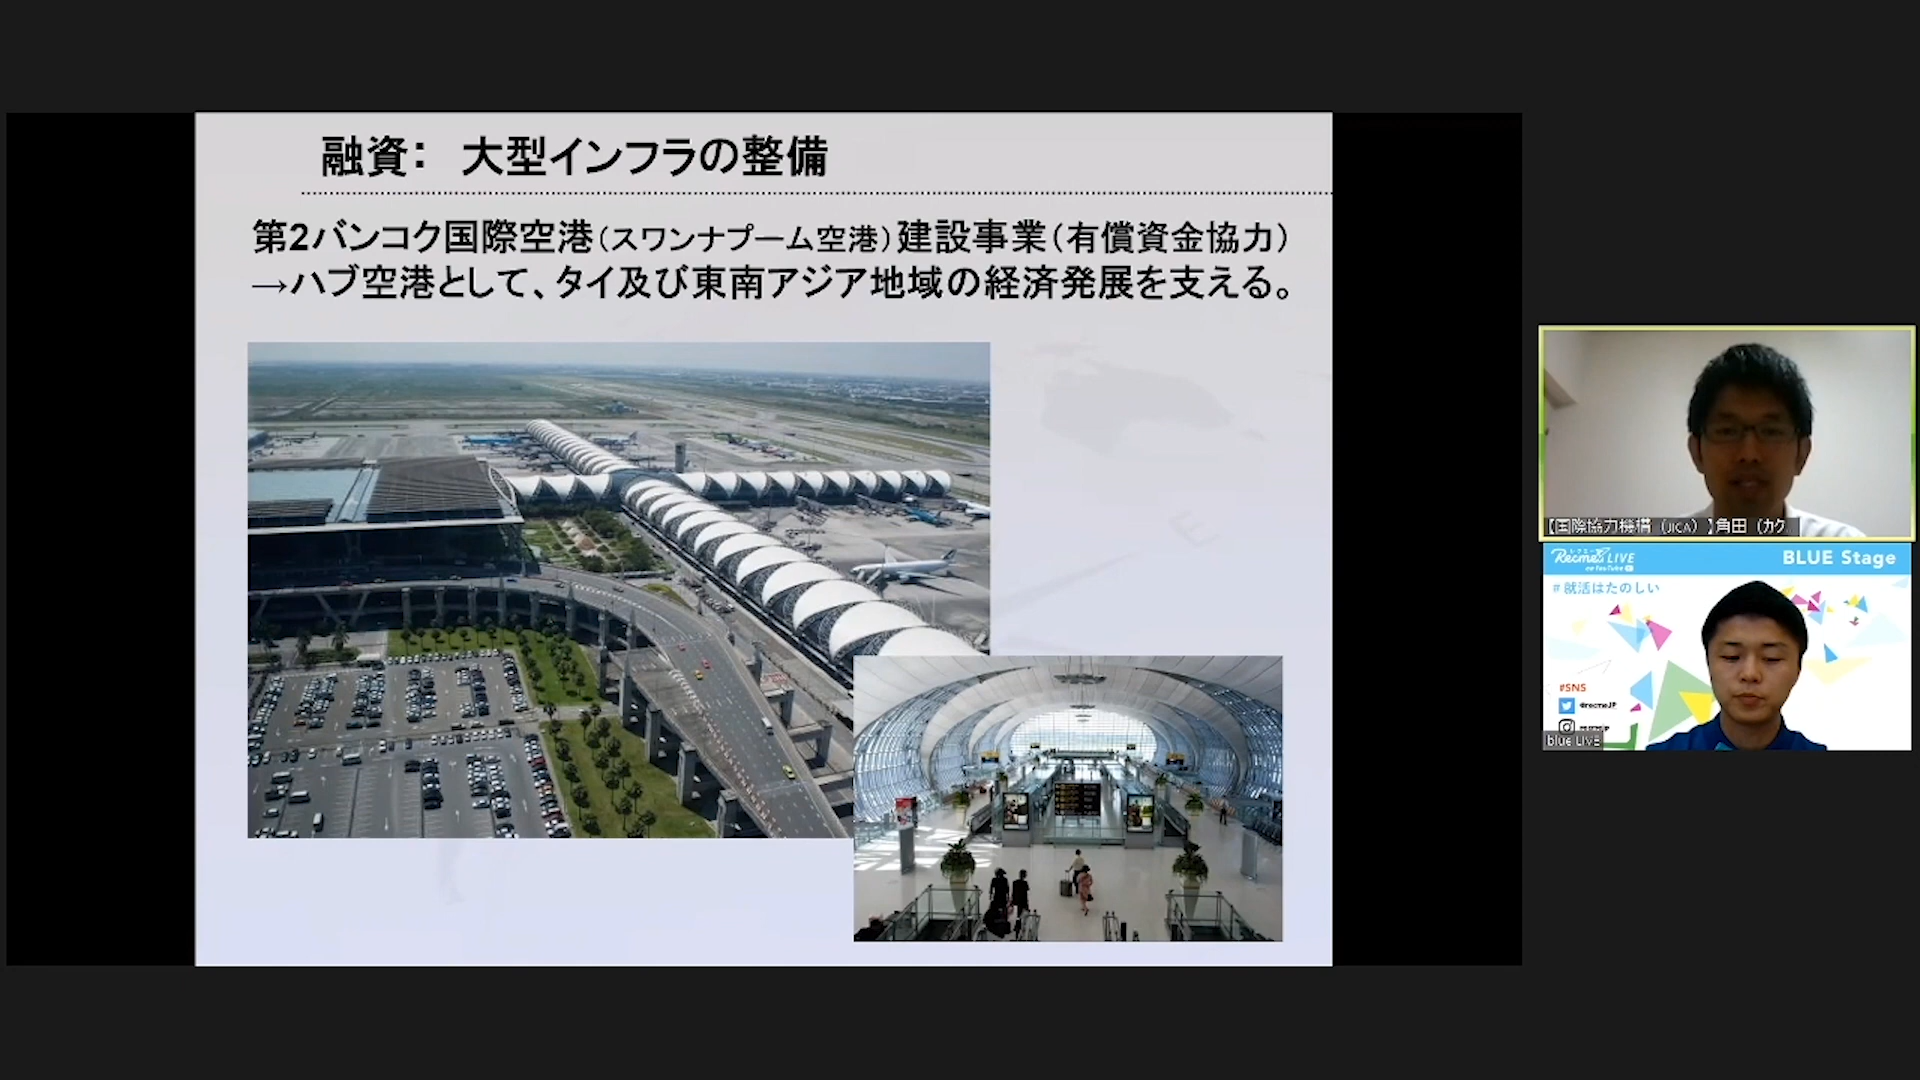 融資： 大型インフラの整備
第2バンコク国際空港（スワンナプーム空港）建設事業（有償資金協力）
→ハブ空港として、タイ及び東南アジア地域の経済発展を支える。
【国際協力機構（JICA）】角田（カク
Recme LIVE
on YouTube
BLUE Stage
#就活はたのしい
#SNS
blue LIVE